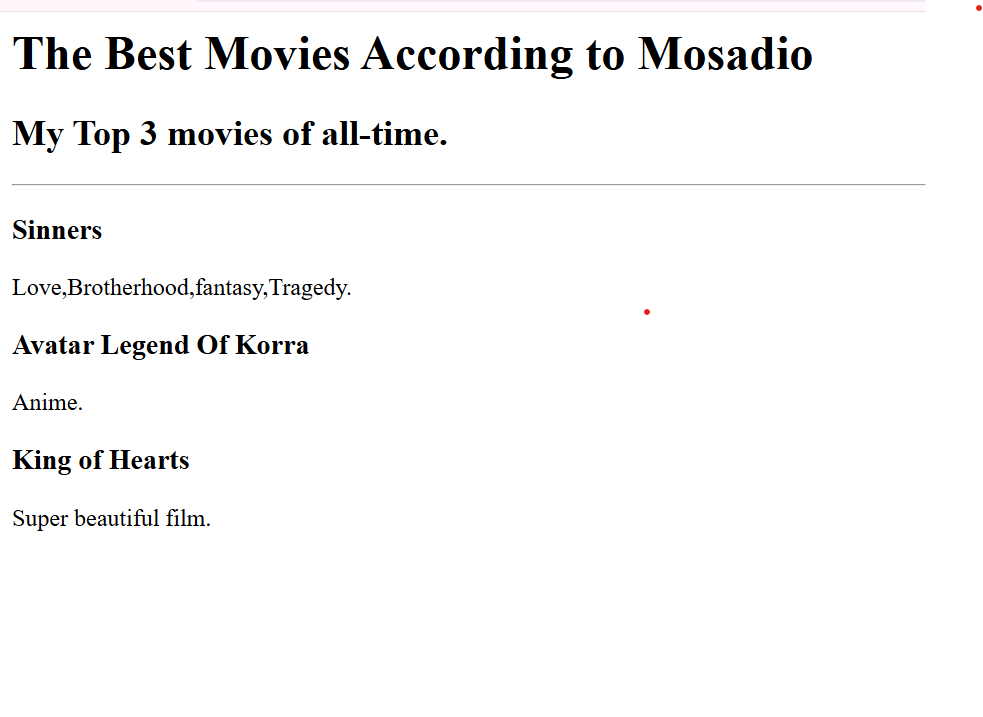 The Best Movies According to Mosadio
My Top 3 movies of all-time.
Sinners
Love,Brotherhood,fantasy,Tragedy.
Avatar Legend Of Korra
Anime.
King of Hearts
Super beautiful film.